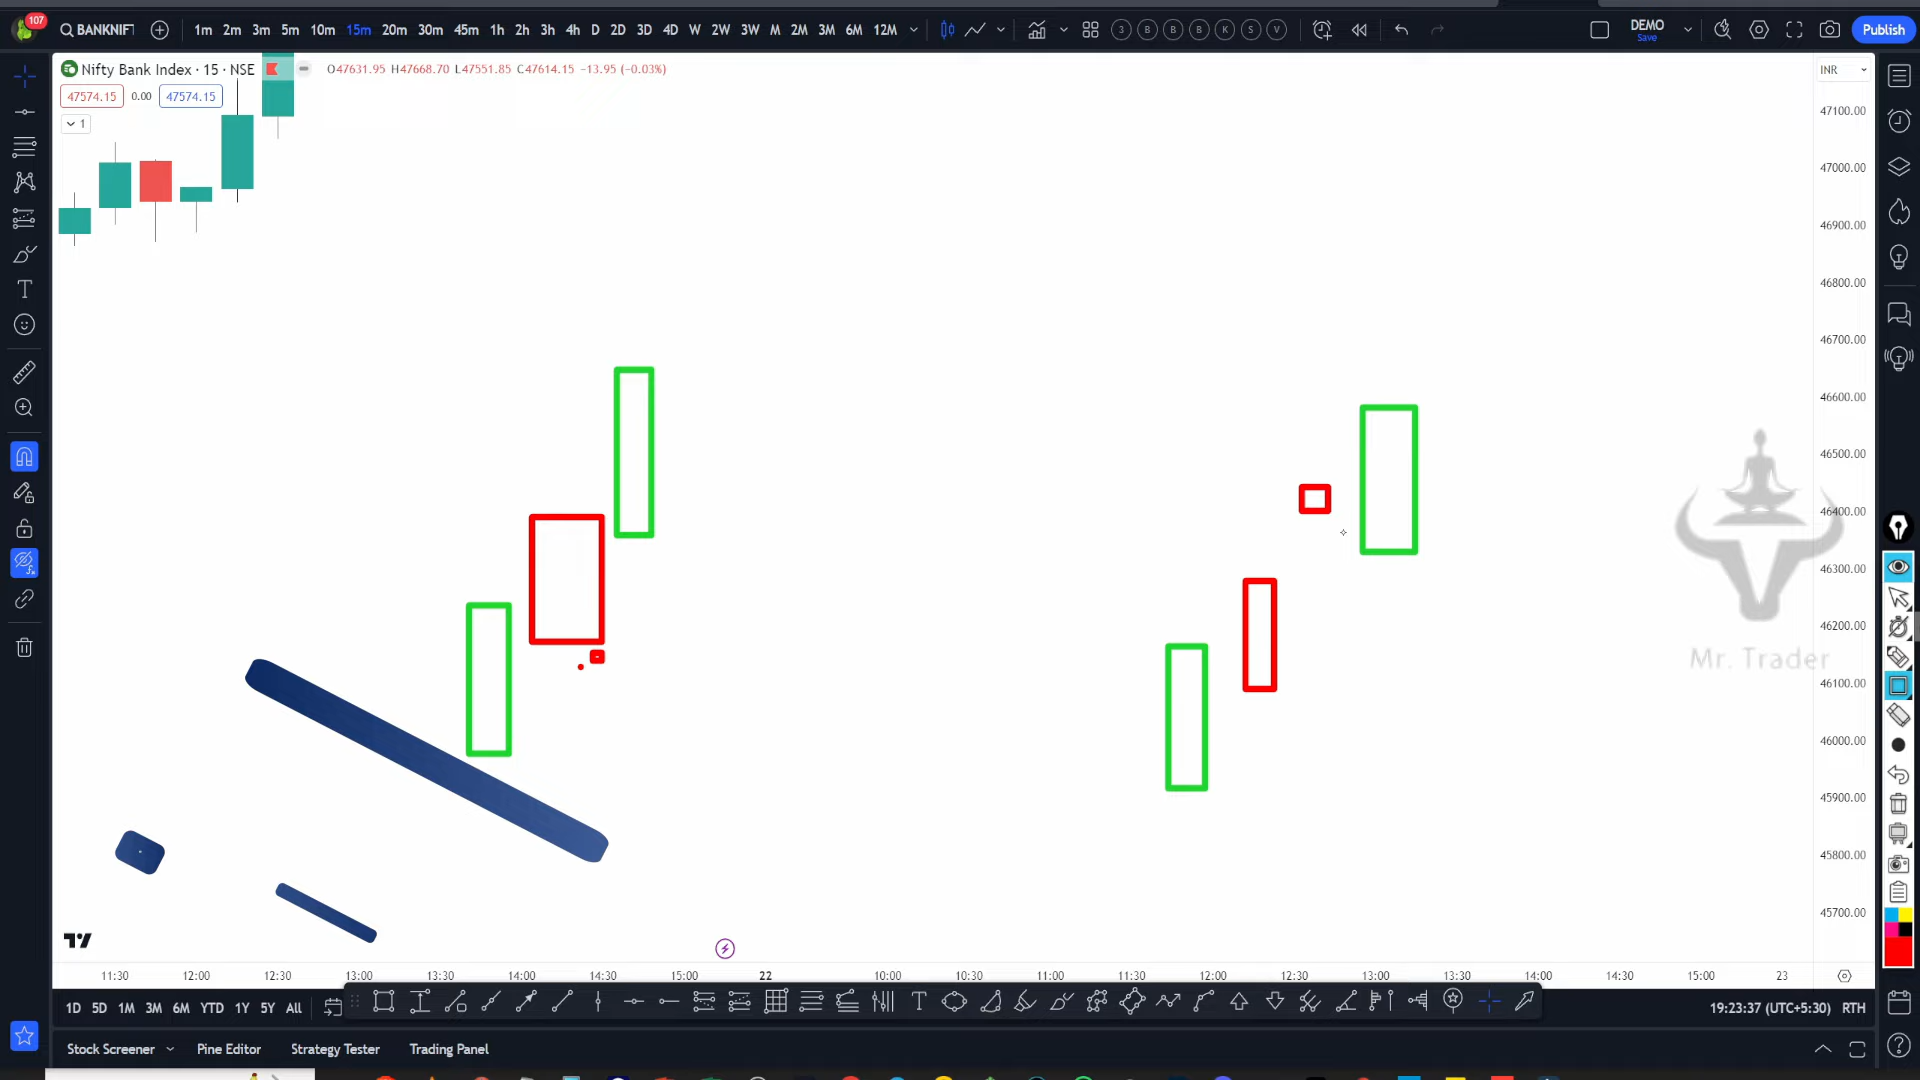 107 BANKNIFT 1m 2m 3m 5m 10m 15m 20m 30m 45m 1h 2h 3h 4h D 2D 3D 4D W 2W 3W M 2M 3M 6M 12M 3 B B B K S V DEMO Save Publish
Nifty Bank Index · 15 · NSE O47631.95 H47668.70 L47551.85 C47614.15 −13.95 (−0.03%) INR
47574.15 0.00 47574.15
1
47100.00
47000.00
46900.00
46800.00
46700.00
46600.00
46500.00
46400.00
46300.00
46200.00
46100.00
46000.00
45900.00
45800.00
45700.00
Mr. Trader
11:30 12:00 12:30 13:00 13:30 14:00 14:30 15:00 22 10:00 10:30 11:00 11:30 12:00 12:30 13:00 13:30 14:00 14:30 15:00 23
1D 5D 1M 3M 6M YTD 1Y 5Y All 19:23:37 (UTC+5:30) RTH
Stock Screener Pine Editor Strategy Tester Trading Panel